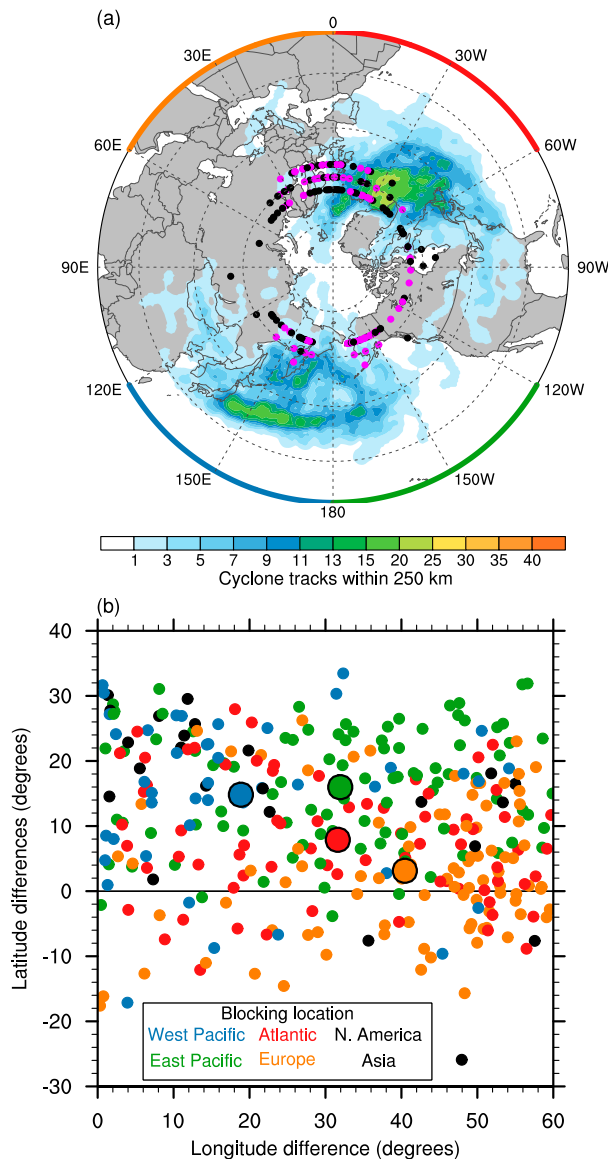 (a)
0
30E
30W
60E
60W
90E
90W
120E
120W
150E
150W
180
1 3 5 7 9 11 13 15 20 25 30 35 40
Cyclone tracks within 250 km
(b)
40
30
20
10
0
-10
-20
-30
Latitude differences (degrees)
Blocking location
West Pacific Atlantic N. America
East Pacific Europe Asia
0 10 20 30 40 50 60
Longitude difference (degrees)